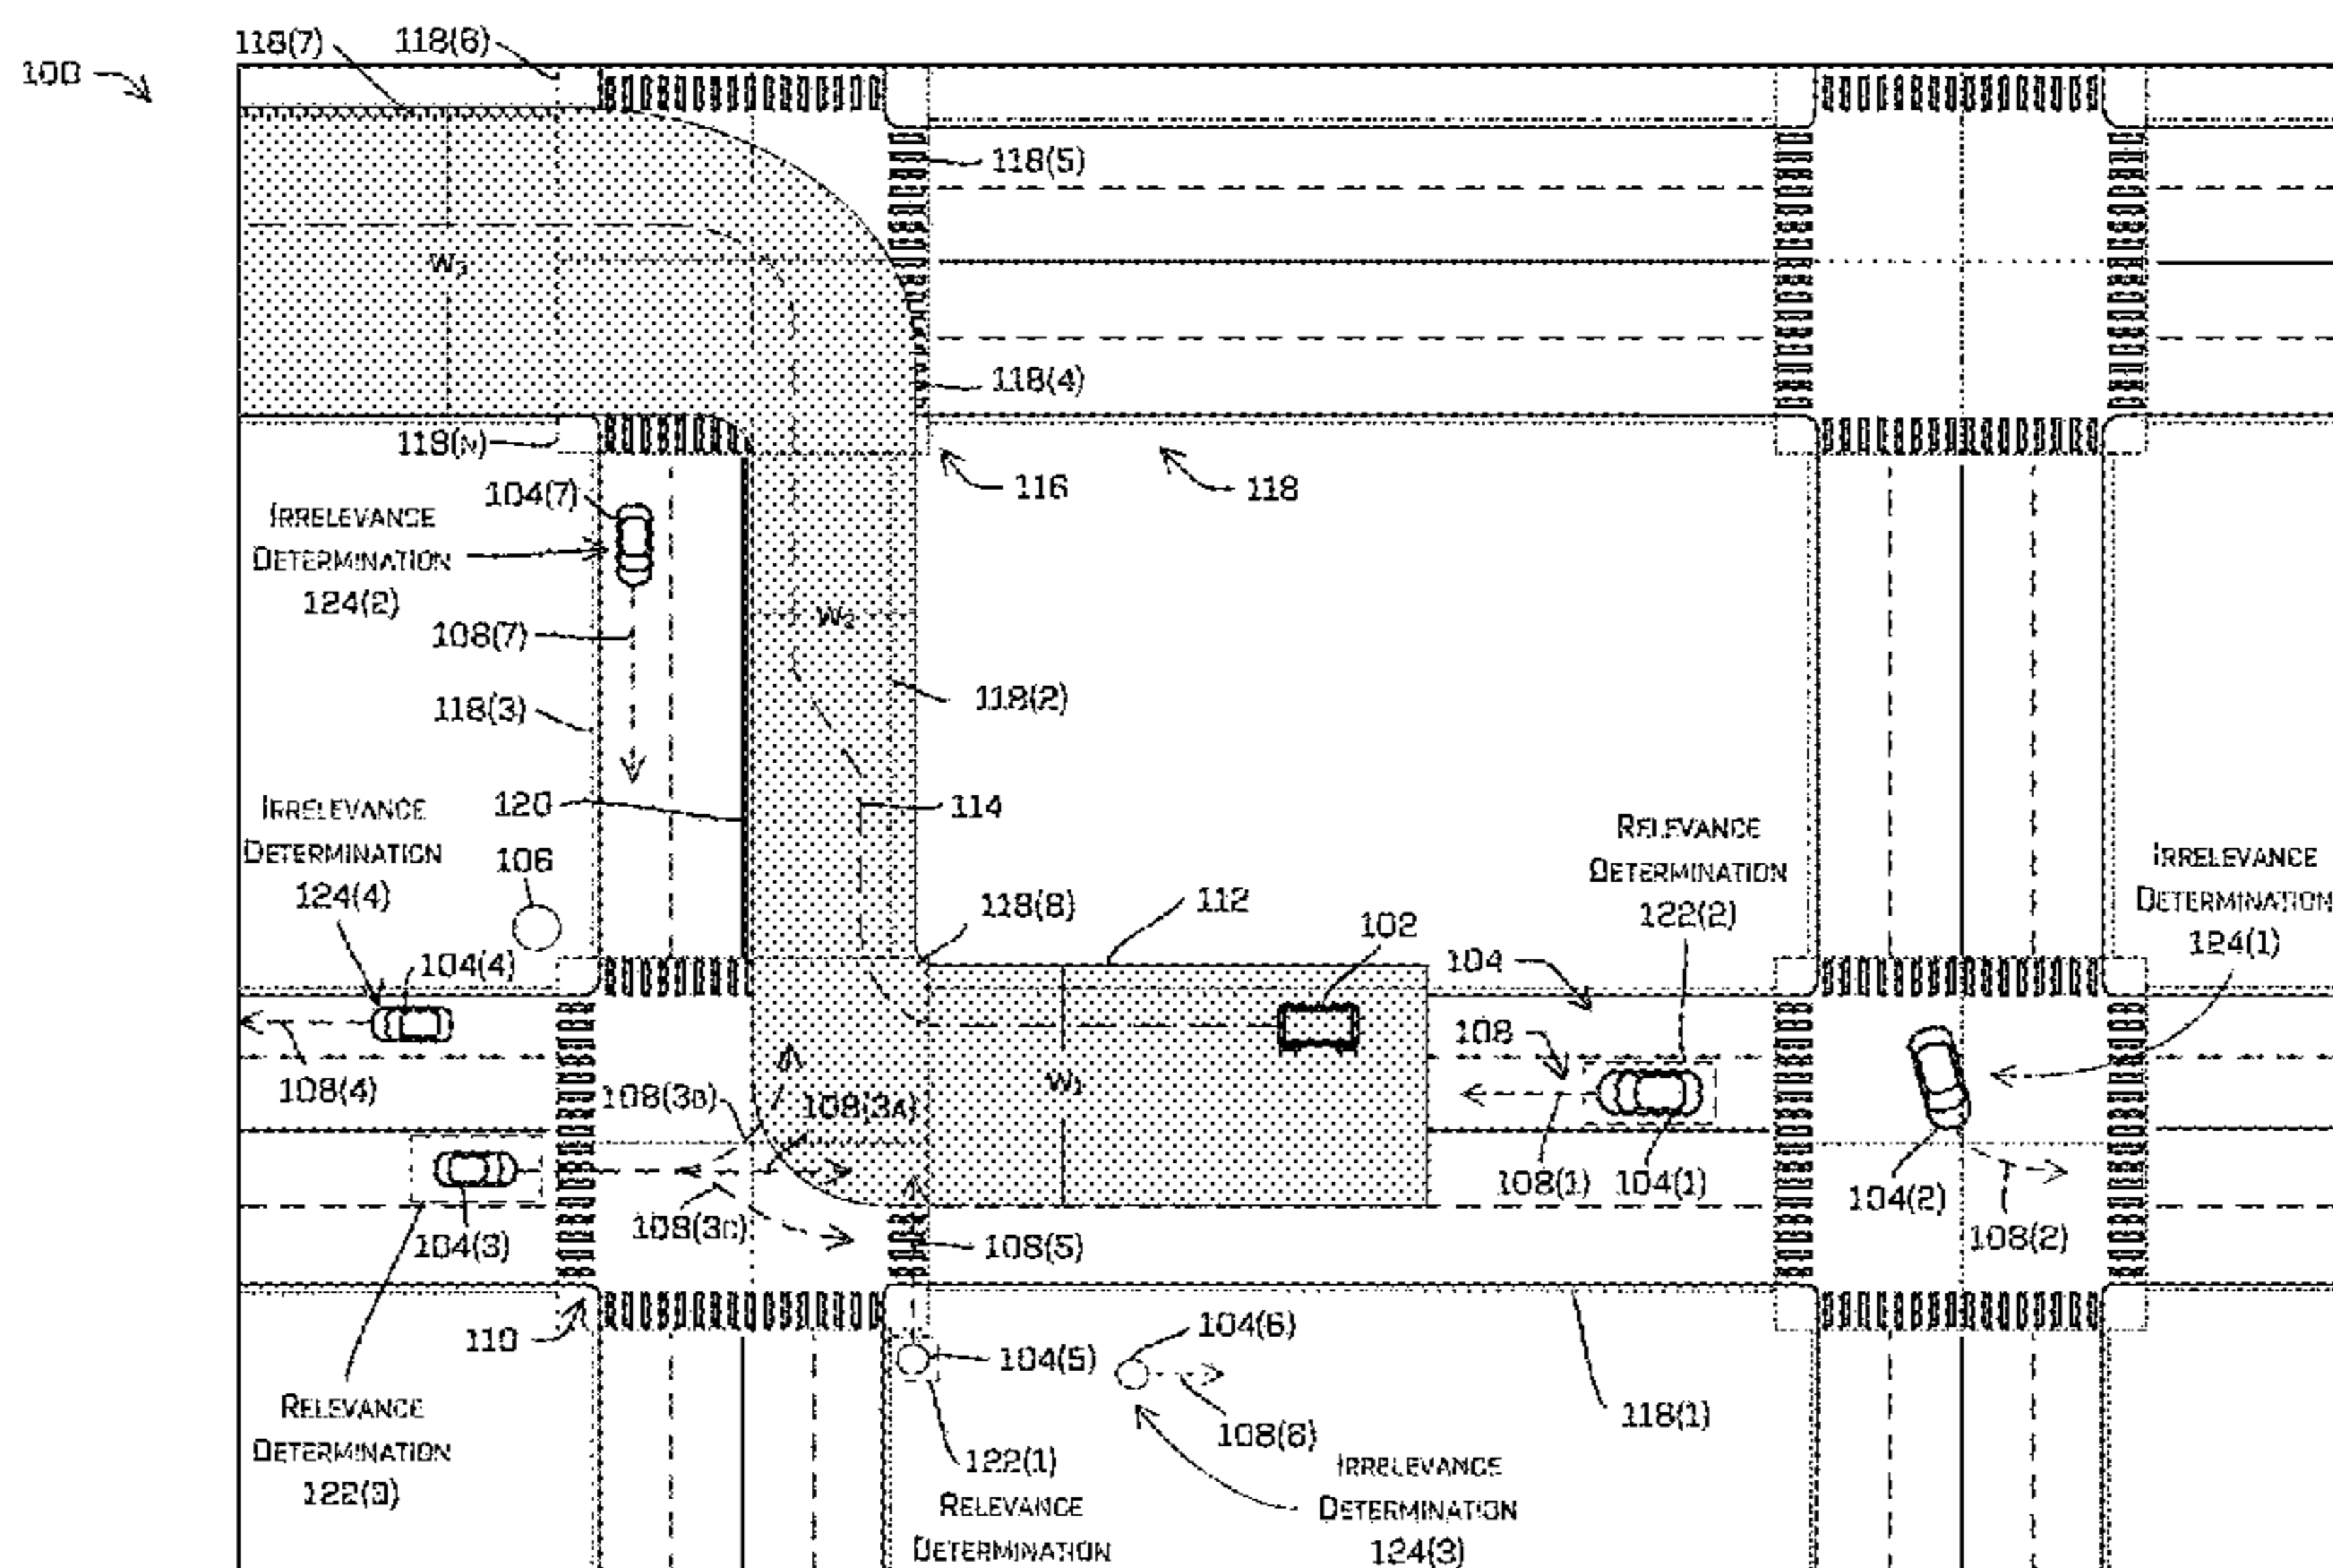 118(7)
118(6)
100
118(5)
W3
118(4)
118(N)
116
118
104(7)
IRRELEVANCE
DETERMINATION
124(2)
108(7)
W2
118(2)
118(3)
IRRELEVANCE
DETERMINATION
124(4)
120
114
106
RELEVANCE
DETERMINATION
122(2)
IRRELEVANCE
DETERMINATION
124(1)
118(8)
112
102
104(4)
104
108
108(4)
108(3B)
108(3A)
W1
108(1)
104(1)
104(2)
108(2)
104(3)
108(3C)
108(5)
110
104(6)
104(5)
118(1)
108(6)
RELEVANCE
DETERMINATION
122(3)
122(1)
RELEVANCE
DETERMINATION
IRRELEVANCE
DETERMINATION
124(3)